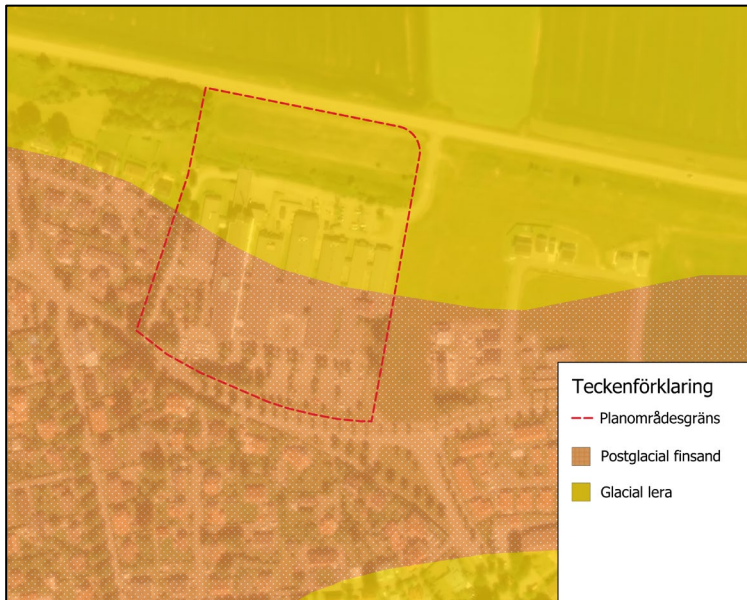 Teckenförklaring
Planområdesgräns
Postglacial finsand
Glacial lera